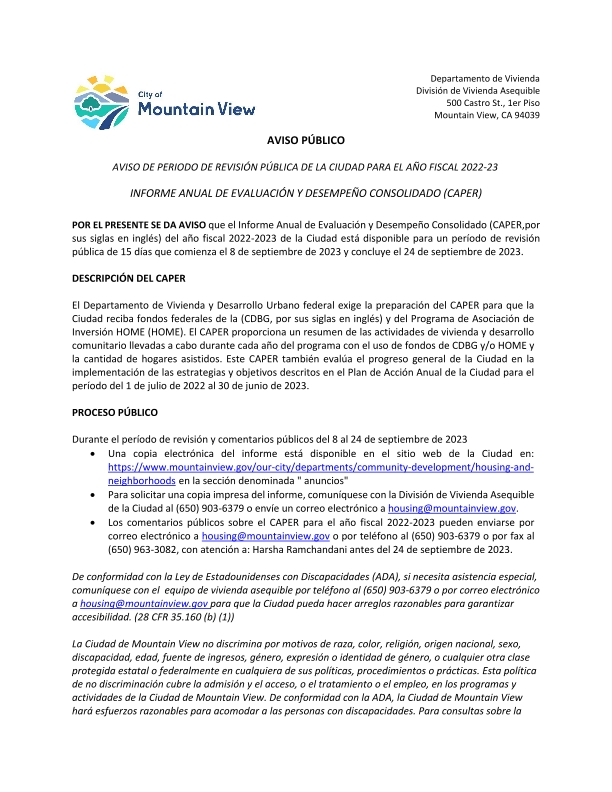 City of
Mountain View
Departamento de Vivienda
División de Vivienda Asequible
500 Castro St., 1er Piso
Mountain View, CA 94039
AVISO PÚBLICO
AVISO DE PERIODO DE REVISIÓN PÚBLICA DE LA CIUDAD PARA EL AÑO FISCAL 2022-23
INFORME ANUAL DE EVALUACIÓN Y DESEMPEÑO CONSOLIDADO (CAPER)
POR EL PRESENTE SE DA AVISO que el Informe Anual de Evaluación y Desempeño Consolidado (CAPER,por
sus siglas en inglés) del año fiscal 2022-2023 de la Ciudad está disponible para un período de revisión
pública de 15 días que comienza el 8 de septiembre de 2023 y concluye el 24 de septiembre de 2023.
DESCRIPCIÓN DEL CAPER
El Departamento de Vivienda y Desarrollo Urbano federal exige la preparación del CAPER para que la
Ciudad reciba fondos federales de la (CDBG, por sus siglas en inglés) y del Programa de Asociación de
Inversión HOME (HOME). El CAPER proporciona un resumen de las actividades de vivienda y desarrollo
comunitario llevadas a cabo durante cada año del programa con el uso de fondos de CDBG y/o HOME y
la cantidad de hogares asistidos. Este CAPER también evalúa el progreso general de la Ciudad en la
implementación de las estrategias y objetivos descritos en el Plan de Acción Anual de la Ciudad para el
período del 1 de julio de 2022 al 30 de junio de 2023.
PROCESO PÚBLICO
Durante el período de revisión y comentarios públicos del 8 al 24 de septiembre de 2023
• Una copia electrónica del informe está disponible en el sitio web de la Ciudad en:
https://www.mountainview.gov/our-city/departments/community-development/housing-and-
neighborhoods en la sección denominada " anuncios"
• Para solicitar una copia impresa del informe, comuníquese con la División de Vivienda Asequible
de la Ciudad al (650) 903-6379 o envíe un correo electrónico a housing@mountainview.gov.
• Los comentarios públicos sobre el CAPER para el año fiscal 2022-2023 pueden enviarse por
correo electrónico a housing@mountainview.gov o por teléfono al (650) 903-6379 o por fax al
(650) 963-3082, con atención a: Harsha Ramchandani antes del 24 de septiembre de 2023.
De conformidad con la Ley de Estadounidenses con Discapacidades (ADA), si necesita asistencia especial,
comuníquese con el equipo de vivienda asequible por teléfono al (650) 903-6379 o por correo electrónico
a housing@mountainview.gov para que la Ciudad pueda hacer arreglos razonables para garantizar
accesibilidad. (28 CFR 35.160 (b) (1))
La Ciudad de Mountain View no discrimina por motivos de raza, color, religión, origen nacional, sexo,
discapacidad, edad, fuente de ingresos, género, expresión o identidad de género, o cualquier otra clase
protegida estatal o federalmente en cualquiera de sus políticas, procedimientos o prácticas. Esta política
de no discriminación cubre la admisión y el acceso, o el tratamiento o el empleo, en los programas y
actividades de la Ciudad de Mountain View. De conformidad con la ADA, la Ciudad de Mountain View
hará esfuerzos razonables para acomodar a las personas con discapacidades. Para consultas sobre la